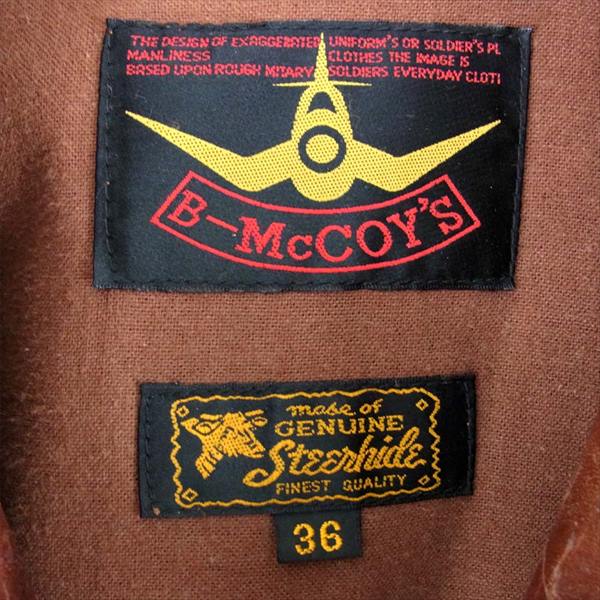 THE DESIGN OF EXAGGERATED UNIFORM'S OR SOLDIER'S PL
MANLINESS CLOTHES THE IMAGE IS
BASED UPON ROUGH MITARY SOLDIERS EVERYDAY CLOTI
B-McCOY'S
made of
GENUINE
Steerhide
FINEST QUALITY
36